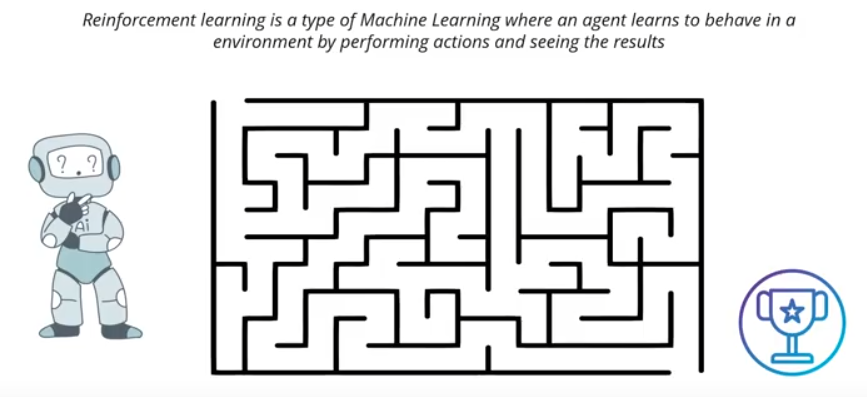 Reinforcement learning is a type of Machine Learning where an agent learns to behave in a
environment by performing actions and seeing the results
? ?
Ai